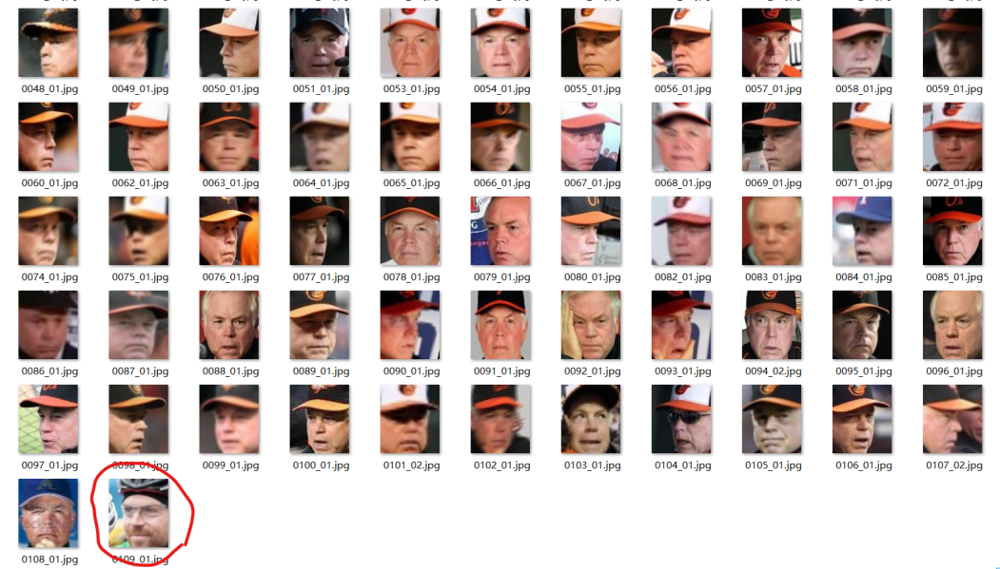 0048_01.jpg 0049_01.jpg 0050_01.jpg 0051_01.jpg 0053_01.jpg 0054_01.jpg 0055_01.jpg 0056_01.jpg 0057_01.jpg 0058_01.jpg 0059_01.jpg
0060_01.jpg 0062_01.jpg 0063_01.jpg 0064_01.jpg 0065_01.jpg 0066_01.jpg 0067_01.jpg 0068_01.jpg 0069_01.jpg 0071_01.jpg 0072_01.jpg
0074_01.jpg 0075_01.jpg 0076_01.jpg 0077_01.jpg 0078_01.jpg 0079_01.jpg 0080_01.jpg 0082_01.jpg 0083_01.jpg 0084_01.jpg 0085_01.jpg
0086_01.jpg 0087_01.jpg 0088_01.jpg 0089_01.jpg 0090_01.jpg 0091_01.jpg 0092_01.jpg 0093_01.jpg 0094_02.jpg 0095_01.jpg 0096_01.jpg
0097_01.jpg 0098_01.jpg 0099_01.jpg 0100_01.jpg 0101_02.jpg 0102_01.jpg 0103_01.jpg 0104_01.jpg 0105_01.jpg 0106_01.jpg 0107_02.jpg
0108_01.jpg 0109_01.jpg